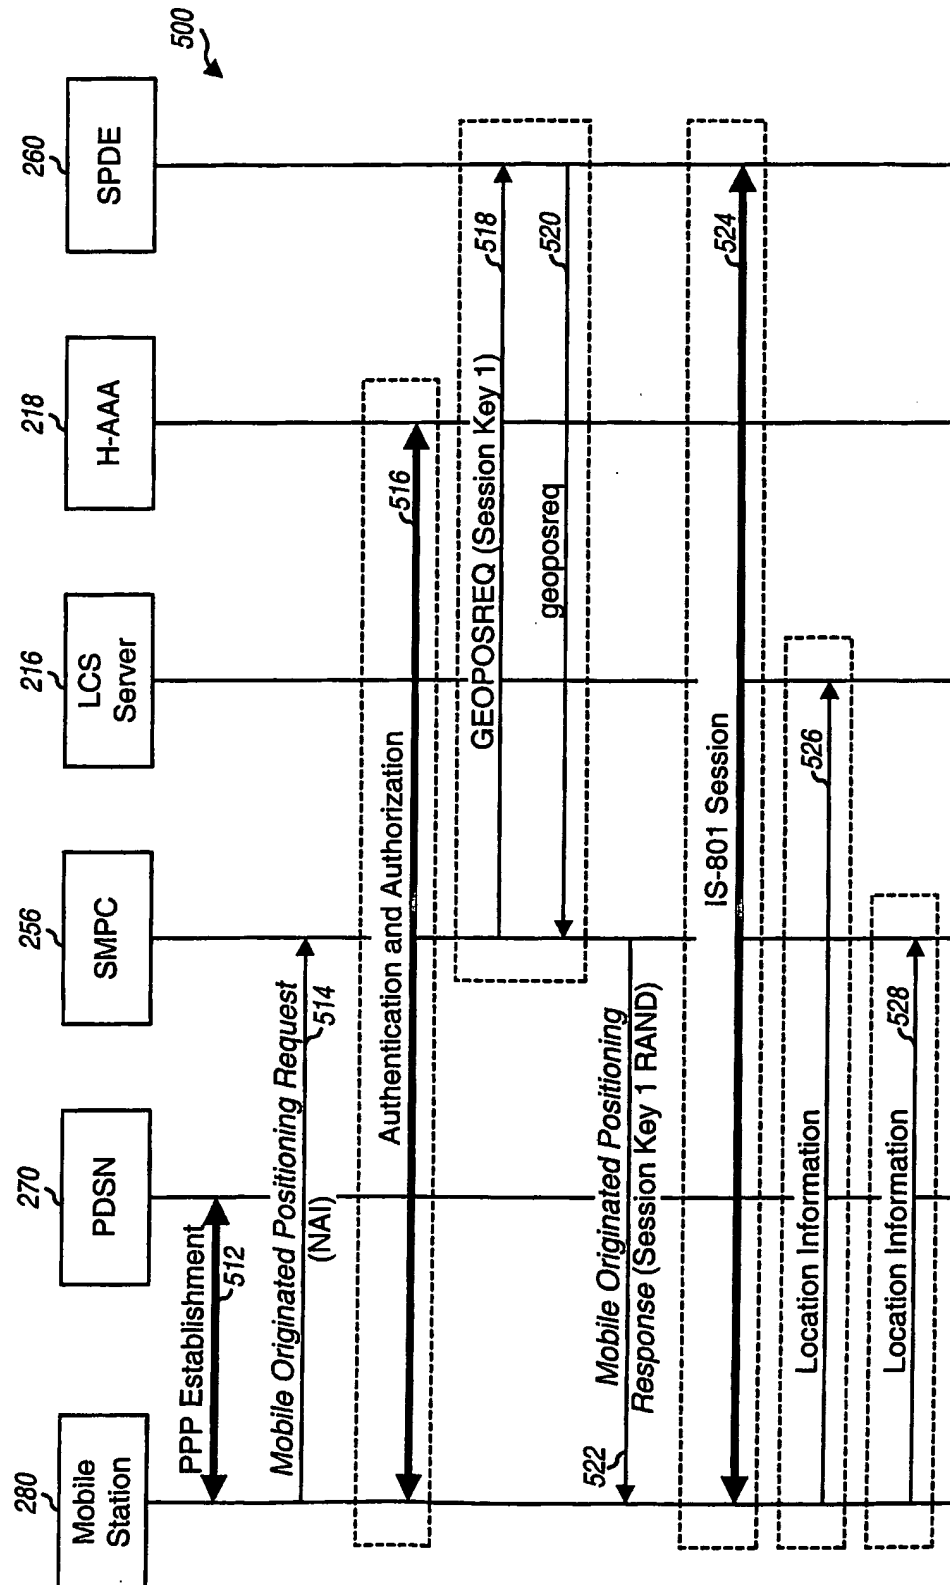 500
280
Mobile
Station
270
PDSN
256
SMPC
216
LCS
Server
218
H-AAA
260
SPDE
PPP Establishment
512
Mobile Originated Positioning Request
(NAI)
514
Authentication and Authorization
516
GEOPOSREQ (Session Key 1)
518
geoposreq
520
Mobile Originated Positioning
Response (Session Key 1 RAND)
522
IS-801 Session
524
Location Information
526
Location Information
528